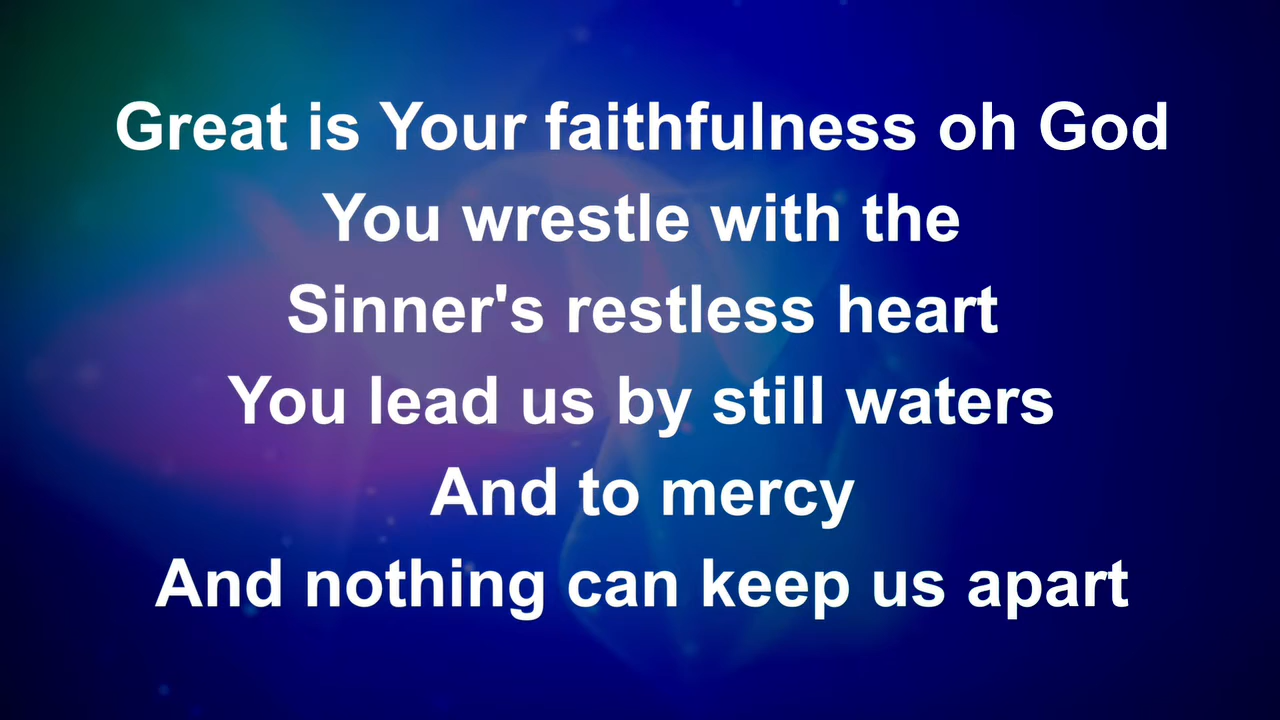 Great is Your faithfulness oh God
You wrestle with the
Sinner's restless heart
You lead us by still waters
And to mercy
And nothing can keep us apart